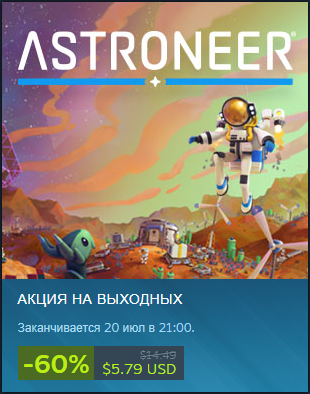 ASTRONEER®
АКЦИЯ НА ВЫХОДНЫХ
Заканчивается 20 июл в 21:00.
-60%
$14.49
$5.79 USD